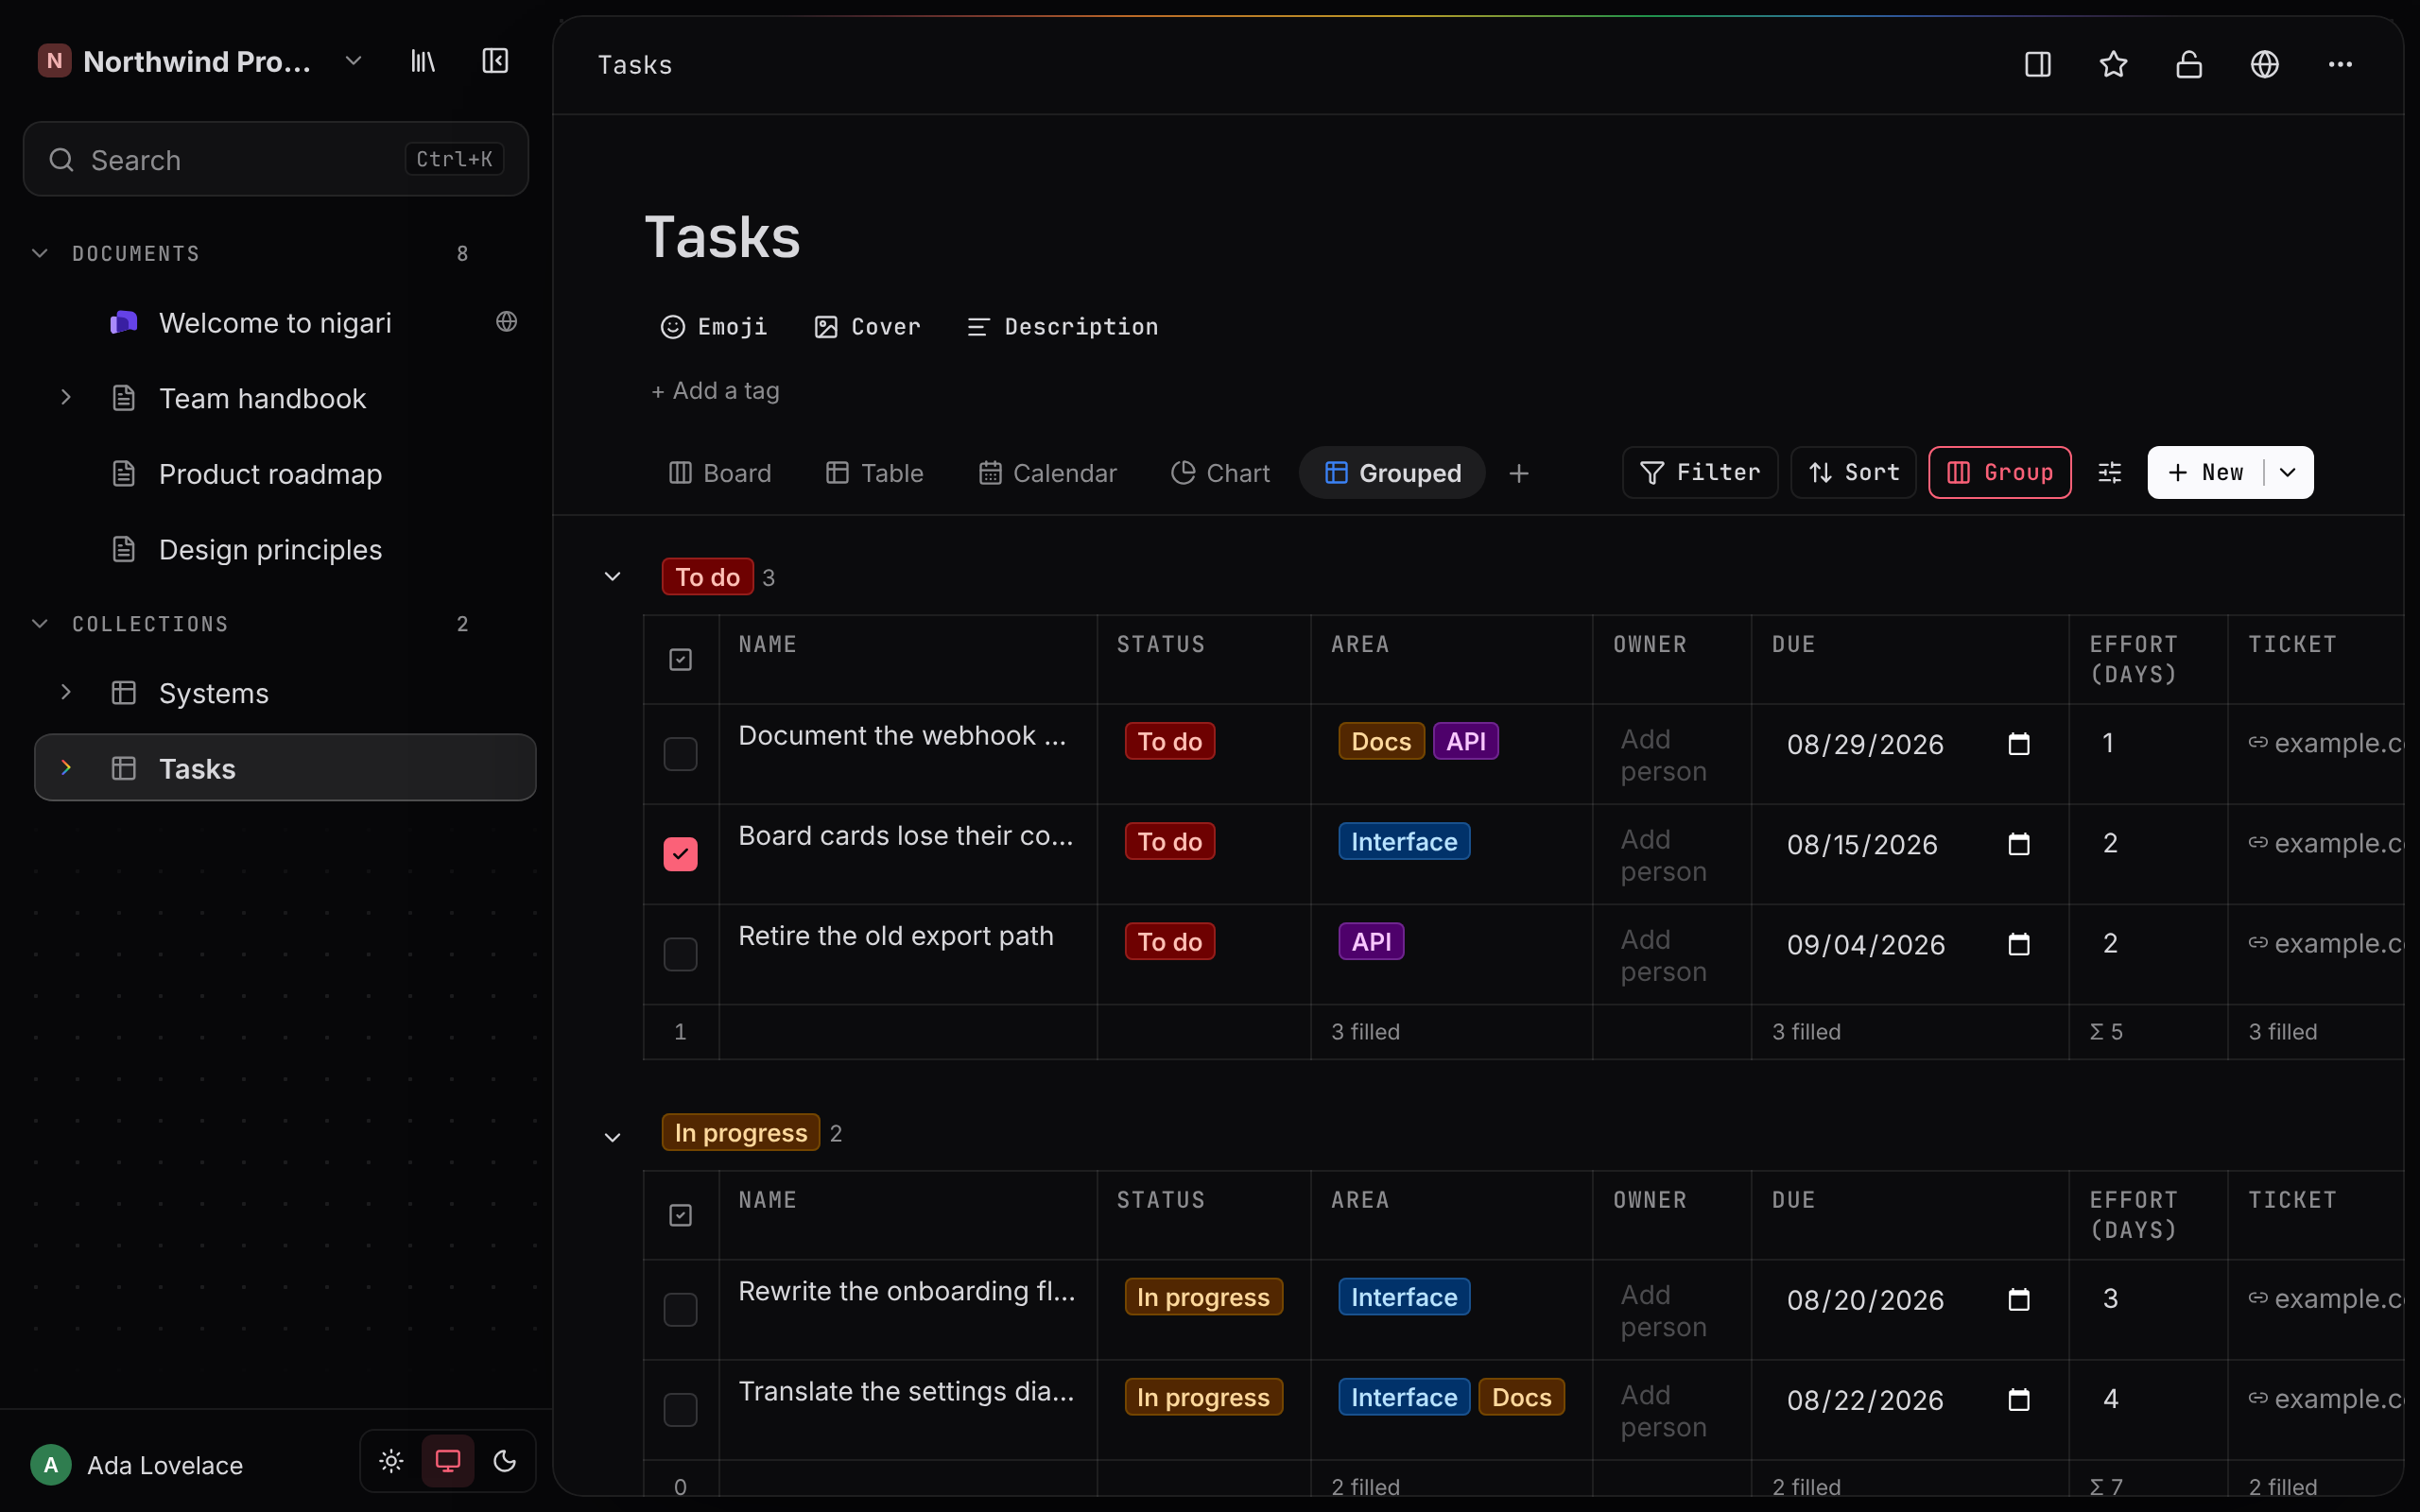 N Northwind Pro...
Search Ctrl+K
DOCUMENTS 8
Welcome to nigari
Team handbook
Product roadmap
Design principles
COLLECTIONS 2
Systems
Tasks
A Ada Lovelace
Tasks
Tasks
Emoji Cover Description
+ Add a tag
Board Table Calendar Chart Grouped + Filter Sort Group + New
To do 3
NAME STATUS AREA OWNER DUE EFFORT (DAYS) TICKET
Document the webhook ... To do Docs API Add person 08/29/2026 1 example.c
Board cards lose their co... To do Interface Add person 08/15/2026 2 example.c
Retire the old export path To do API Add person 09/04/2026 2 example.c
1 3 filled 3 filled Σ 5 3 filled
In progress 2
NAME STATUS AREA OWNER DUE EFFORT (DAYS) TICKET
Rewrite the onboarding fl... In progress Interface Add person 08/20/2026 3 example.c
Translate the settings dia... In progress Interface Docs Add person 08/22/2026 4 example.c
0 2 filled 2 filled Σ 7 2 filled